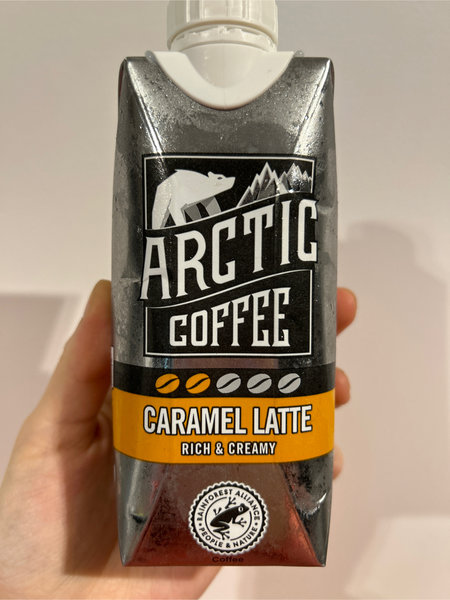 ARCTIC
COFFEE
CARAMEL LATTE
RICH & CREAMY
RAINFOREST ALLIANCE
PEOPLE & NATURE
Coffee